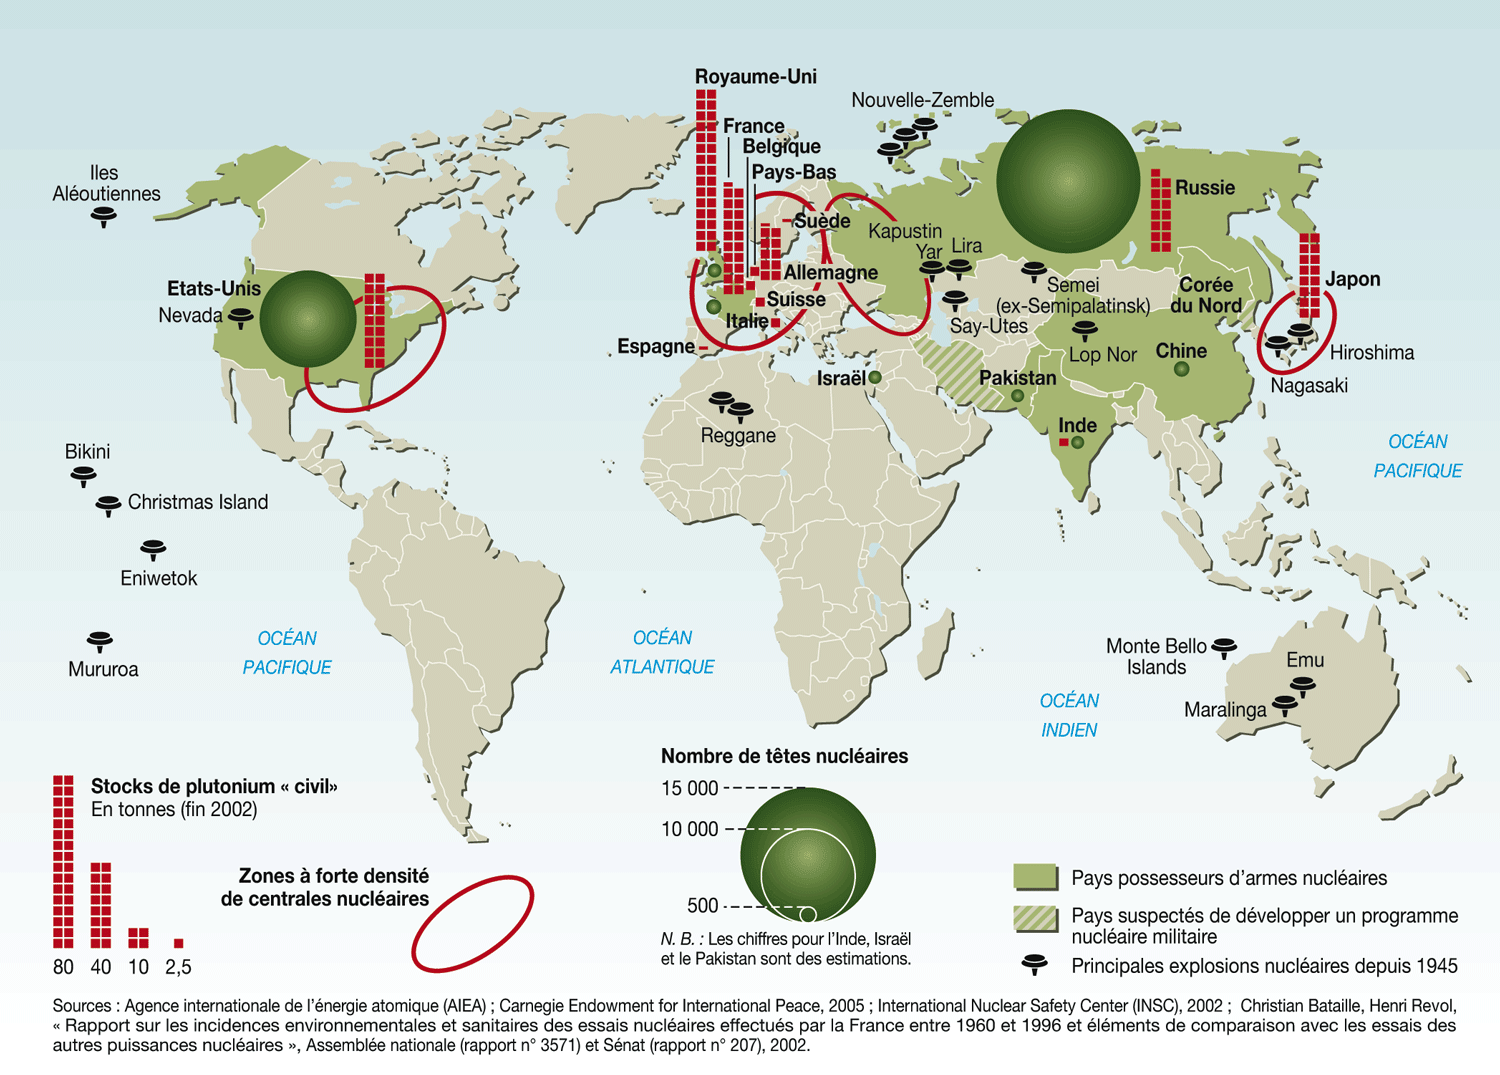 Royaume-Uni
France
Belgique
Pays-Bas
Nouvelle-Zemble
Iles
Aléoutiennes
Russie
Suède
Kapustin
Yar
Lira
Allemagne
Semei
(ex-Semipalatinsk)
Corée
du Nord
Japon
Etats-Unis
Nevada
Suisse
Italie
Say-Utes
Espagne
Lop Nor
Chine
Hiroshima
Nagasaki
Israël
Pakistan
Reggane
Inde
OCÉAN
PACIFIQUE
Bikini
Christmas Island
Eniwetok
Mururoa
OCÉAN
PACIFIQUE
OCÉAN
ATLANTIQUE
OCÉAN
INDIEN
Monte Bello
Islands
Emu
Maralinga
Stocks de plutonium « civil»
En tonnes (fin 2002)
80 40 10 2,5
Zones à forte densité
de centrales nucléaires
Nombre de têtes nucléaires
15 000
10 000
500
N. B. : Les chiffres pour l'Inde, Israël
et le Pakistan sont des estimations.
Pays possesseurs d'armes nucléaires
Pays suspectés de développer un programme
nucléaire militaire
Principales explosions nucléaires depuis 1945
Sources : Agence internationale de l'énergie atomique (AIEA) ; Carnegie Endowment for International Peace, 2005 ; International Nuclear Safety Center (INSC), 2002 ; Christian Bataille, Henri Revol,
« Rapport sur les incidences environnementales et sanitaires des essais nucléaires effectués par la France entre 1960 et 1996 et éléments de comparaison avec les essais des
autres puissances nucléaires », Assemblée nationale (rapport n° 3571) et Sénat (rapport n° 207), 2002.